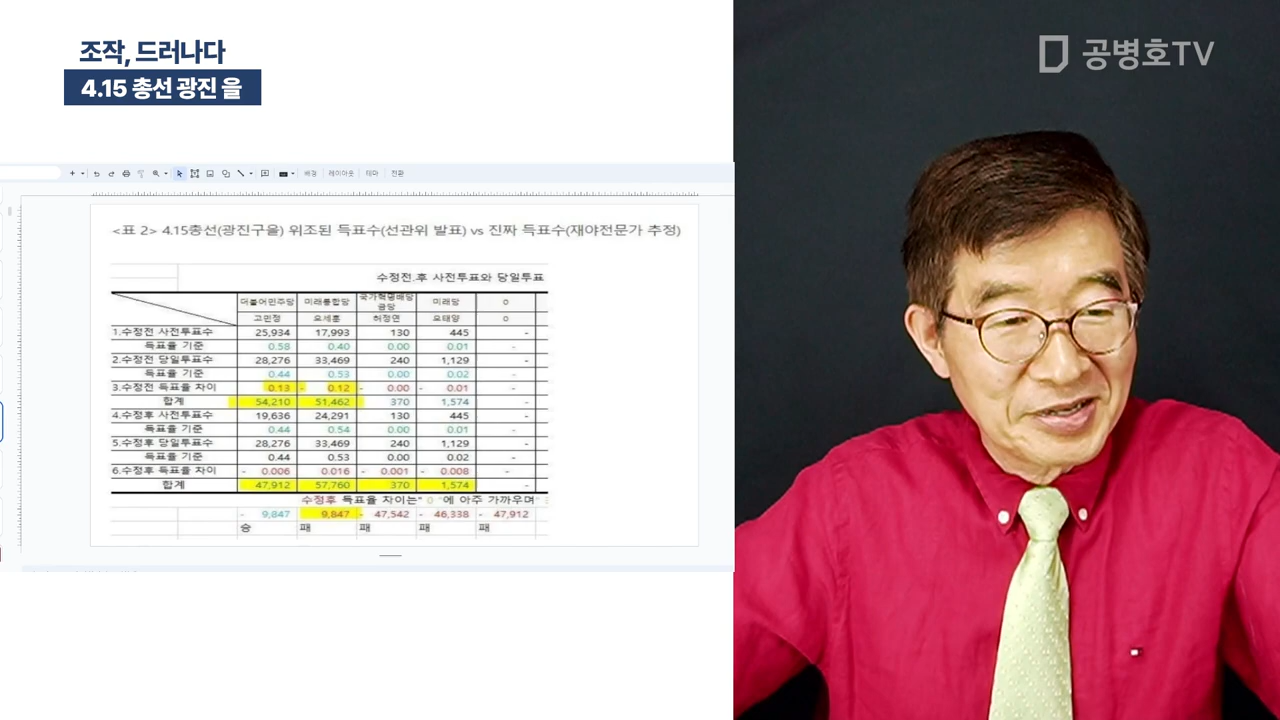 조작, 드러나다
4.15 총선 광진 을
공병호TV
배경 레이아웃 테마 전환
<표 2> 4.15총선(광진구을) 위조된 득표수(선관위 발표) vs 진짜 득표수(재야전문가 추정)
수정전.후 사전투표와 당일투표
더불어민주당 미래통합당 국가혁명배당금당 미래당 0
고민정 오세훈 허정연 오태양 0
1.수정전 사전투표수 25,934 17,993 130 445 -
득표율 기준 0.58 0.40 0.00 0.01 -
2.수정전 당일투표수 28,276 33,469 240 1,129 -
득표율 기준 0.44 0.53 0.00 0.02 -
3.수정전 득표율 차이 0.13 - 0.12 - 0.00 - 0.01 -
합계 54,210 51,462 370 1,574 -
4.수정후 사전투표수 19,636 24,291 130 445 -
득표율 기준 0.44 0.54 0.00 0.01 -
5.수정후 당일투표수 28,276 33,469 240 1,129 -
득표율 기준 0.44 0.53 0.00 0.02 -
6.수정후 득표율 차이 - 0.006 0.016 - 0.001 - 0.008 -
합계 47,912 57,760 370 1,574 -
수정후 득표율 차이는" 0 "에 아주 가까우며"
- 9,847 9,847 - 47,542 - 46,338 - 47,912
승 패 패 패 패